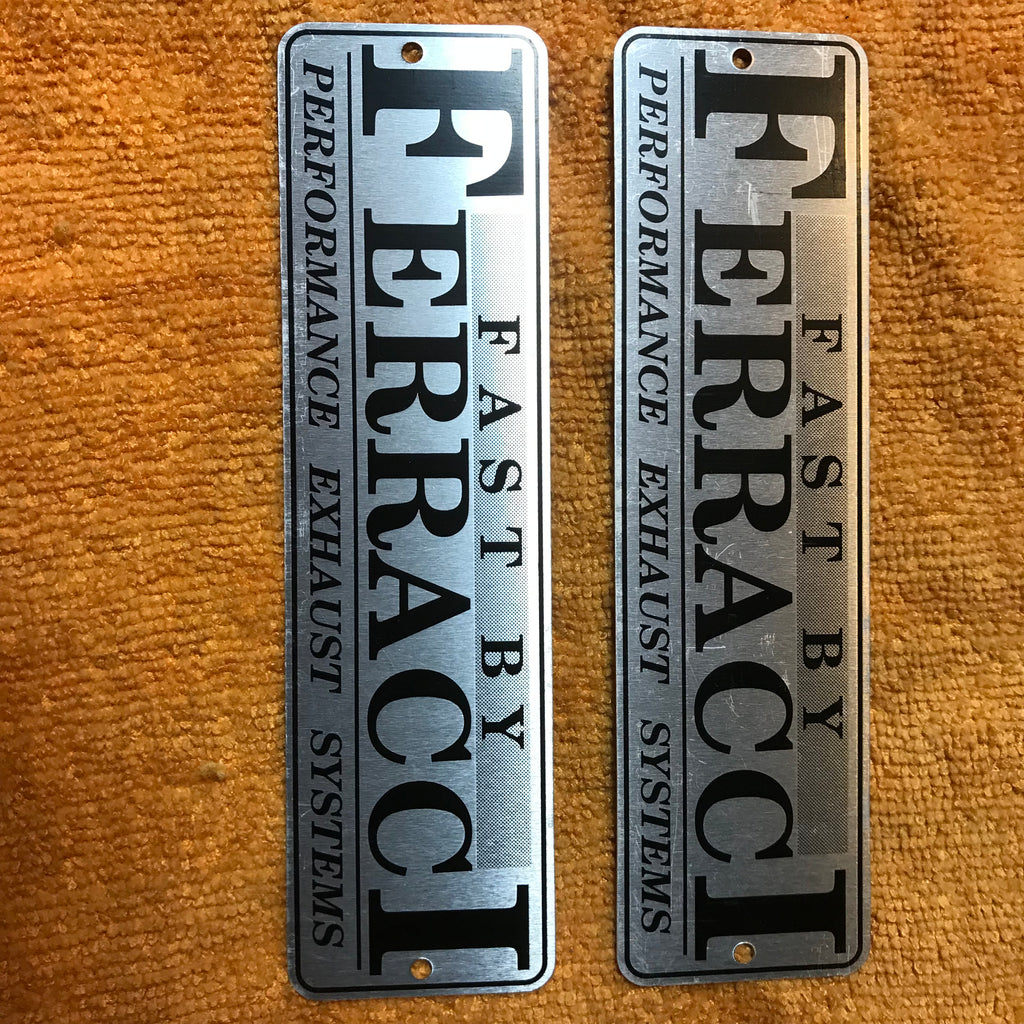 FAST BY
FERRACCI
PERFORMANCE EXHAUST SYSTEMS
FAST BY
FERRACCI
PERFORMANCE EXHAUST SYSTEMS